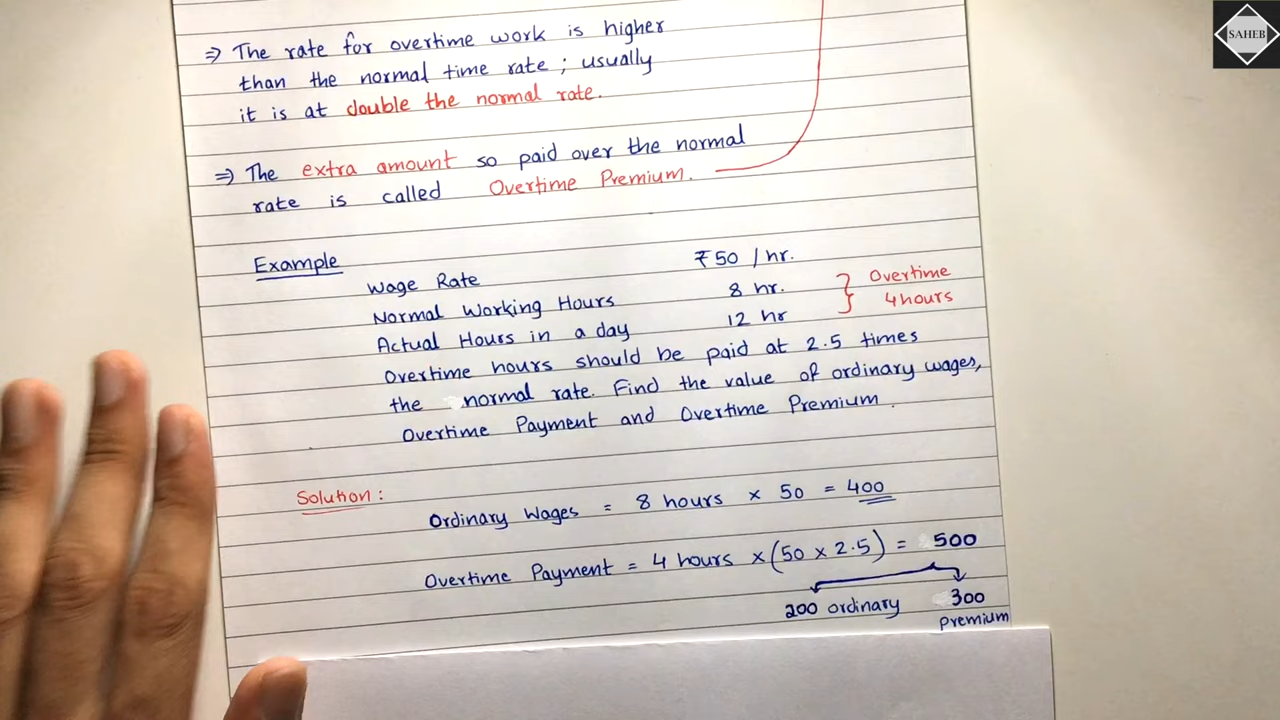 SAHEB
⇒ The rate for overtime work is higher
than the normal time rate ; usually
it is at double the normal rate.
⇒ The extra amount so paid over the normal
rate is called Overtime Premium.
Example
Wage Rate ₹50 / hr.
Normal Working Hours 8 hr.
Actual Hours in a day 12 hr
} Overtime
4 hours
Overtime hours should be paid at 2.5 times
the normal rate. Find the value of ordinary wages,
Overtime Payment and Overtime Premium.
Solution :
Ordinary Wages = 8 hours × 50 = 400
Overtime Payment = 4 hours × (50 × 2.5) = 500
200 ordinary 300
Premium